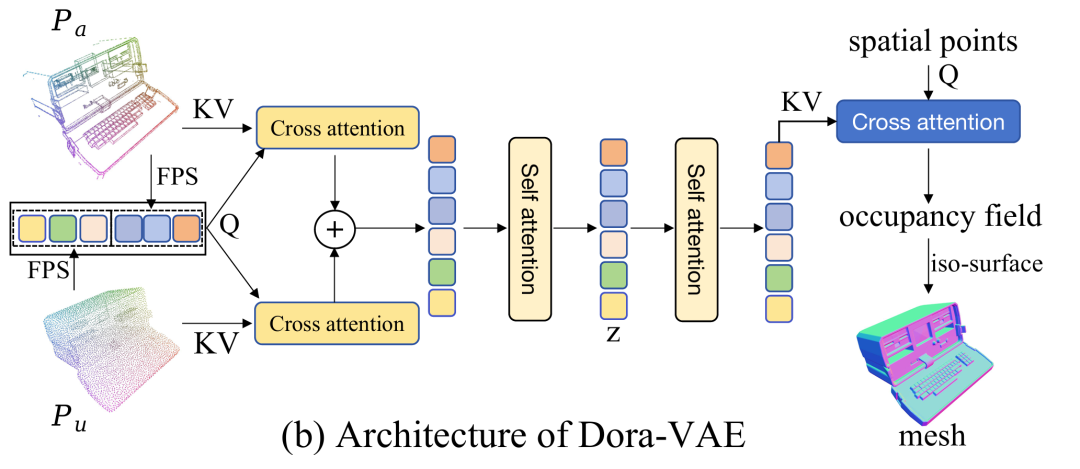 P_a
KV
Cross attention
FPS
Q
FPS
KV
Cross attention
P_u
+
Self attention
z
Self attention
spatial points
Q
KV
Cross attention
occupancy field
iso-surface
mesh
(b) Architecture of Dora-VAE